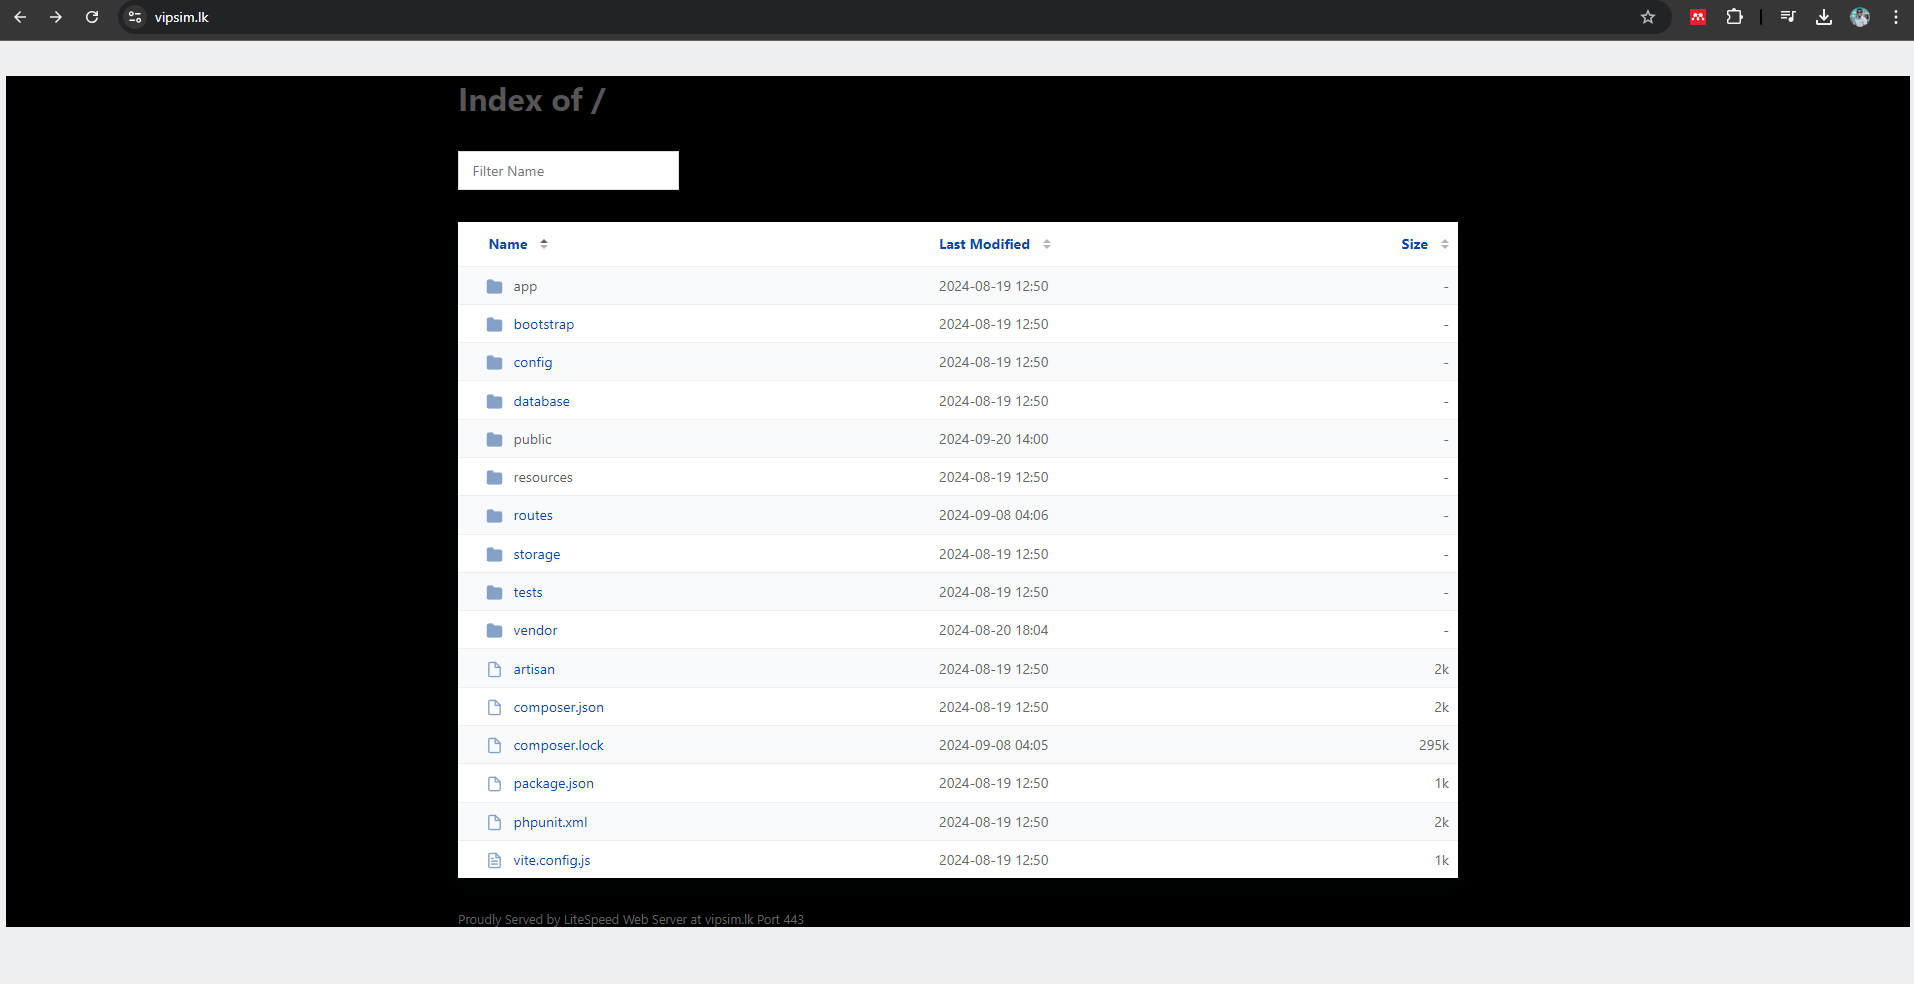 vipsim.lk
Index of /
Filter Name
Name Last Modified Size
app 2024-08-19 12:50 -
bootstrap 2024-08-19 12:50 -
config 2024-08-19 12:50 -
database 2024-08-19 12:50 -
public 2024-09-20 14:00 -
resources 2024-08-19 12:50 -
routes 2024-09-08 04:06 -
storage 2024-08-19 12:50 -
tests 2024-08-19 12:50 -
vendor 2024-08-20 18:04 -
artisan 2024-08-19 12:50 2k
composer.json 2024-08-19 12:50 2k
composer.lock 2024-09-08 04:05 295k
package.json 2024-08-19 12:50 1k
phpunit.xml 2024-08-19 12:50 2k
vite.config.js 2024-08-19 12:50 1k
Proudly Served by LiteSpeed Web Server at vipsim.lk Port 443